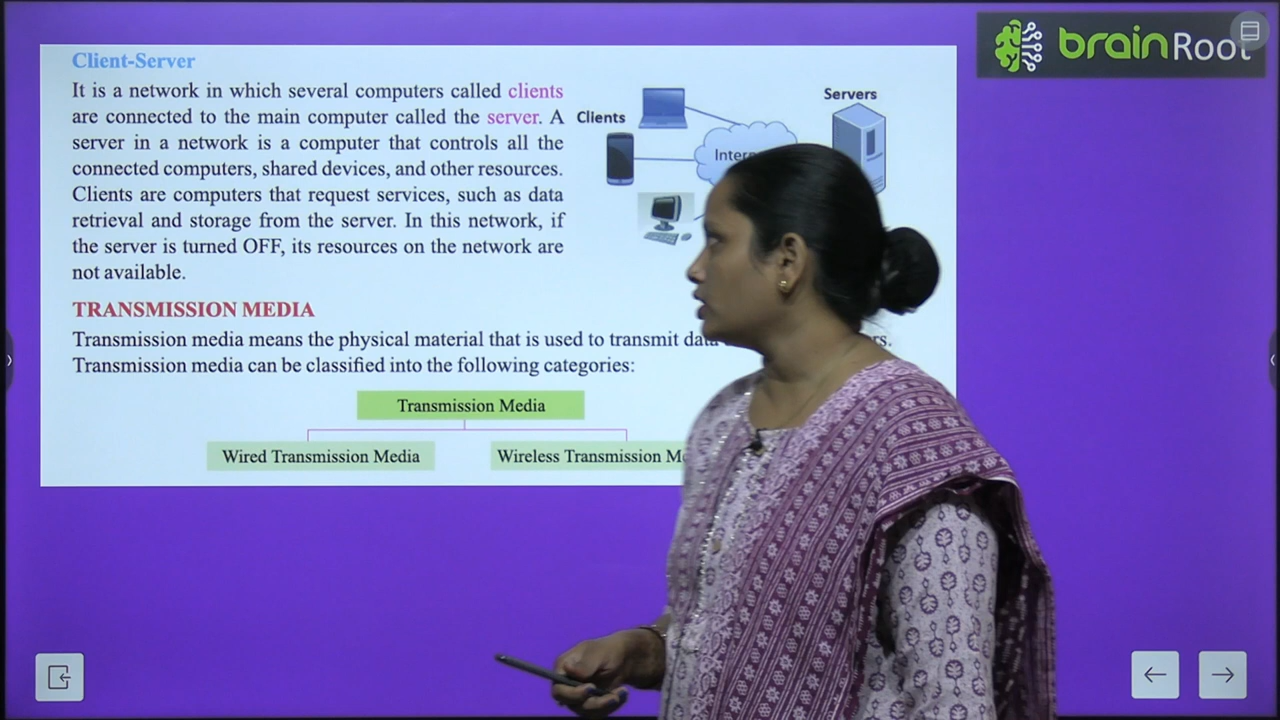 brainRoot
Client-Server
It is a network in which several computers called clients
are connected to the main computer called the server. A
server in a network is a computer that controls all the
connected computers, shared devices, and other resources.
Clients are computers that request services, such as data
retrieval and storage from the server. In this network, if
the server is turned OFF, its resources on the network are
not available.
Clients
Servers
TRANSMISSION MEDIA
Transmission media means the physical material that is used to transmit
Transmission media can be classified into the following categories:
Transmission Media
Wired Transmission Media
Wireless Transmission